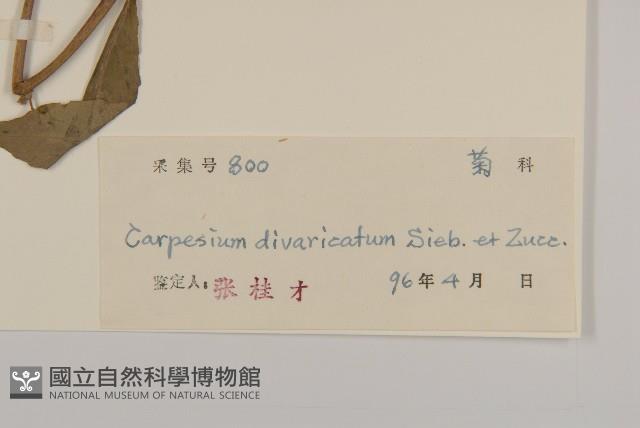 采集号 800 菊 科
Carpesium divaricatum Sieb. et Zucc.
鉴定人: 张桂才 96年4月 日
國立自然科學博物館
NATIONAL MUSEUM OF NATURAL SCIENCE